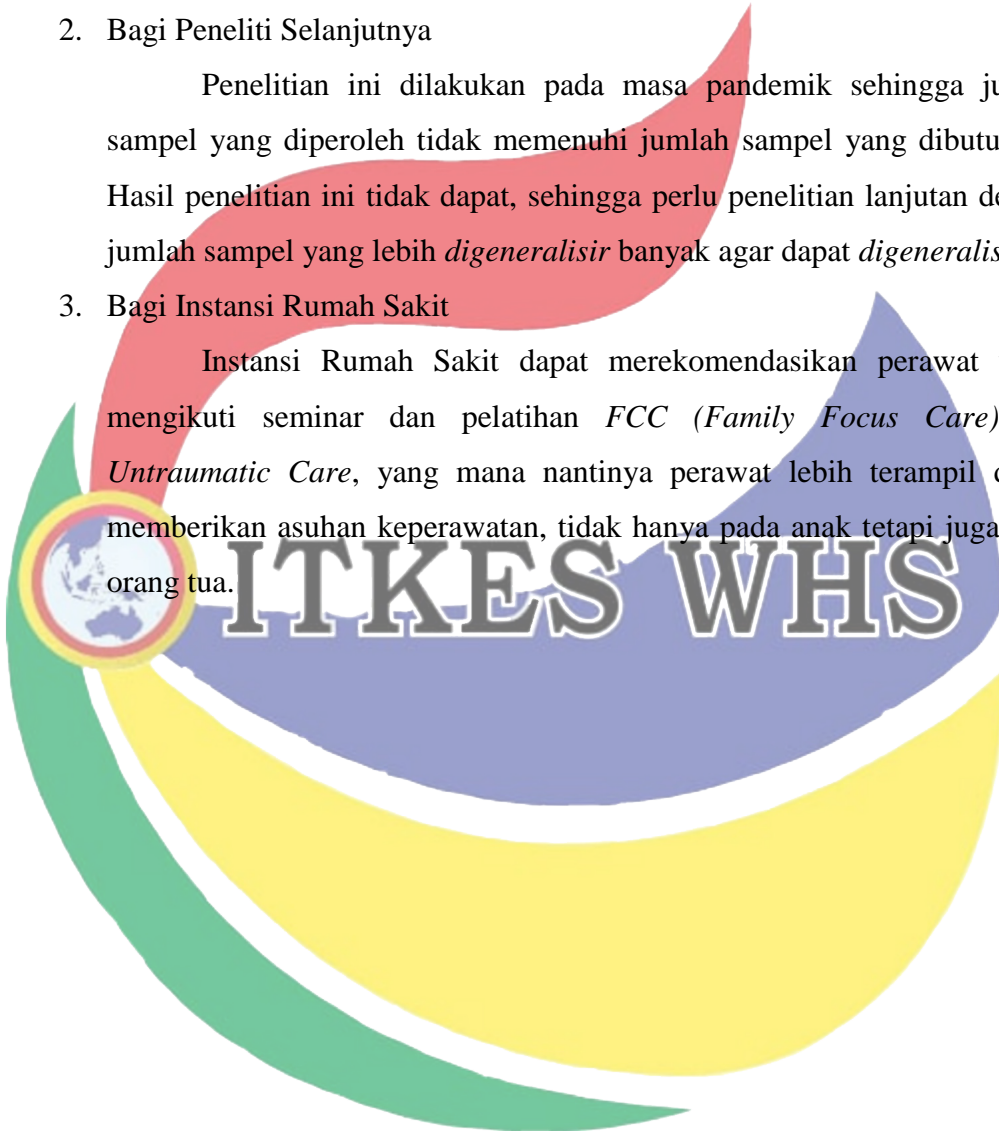 2. Bagi Peneliti Selanjutnya
Penelitian ini dilakukan pada masa pandemik sehingga ju
sampel yang diperoleh tidak memenuhi jumlah sampel yang dibutu
Hasil penelitian ini tidak dapat, sehingga perlu penelitian lanjutan de
jumlah sampel yang lebih digeneralisir banyak agar dapat digeneralis
3. Bagi Instansi Rumah Sakit
Instansi Rumah Sakit dapat merekomendasikan perawat
mengikuti seminar dan pelatihan FCC (Family Focus Care)
Untraumatic Care, yang mana nantinya perawat lebih terampil d
memberikan asuhan keperawatan, tidak hanya pada anak tetapi juga
orang tua.
ITKES WHS